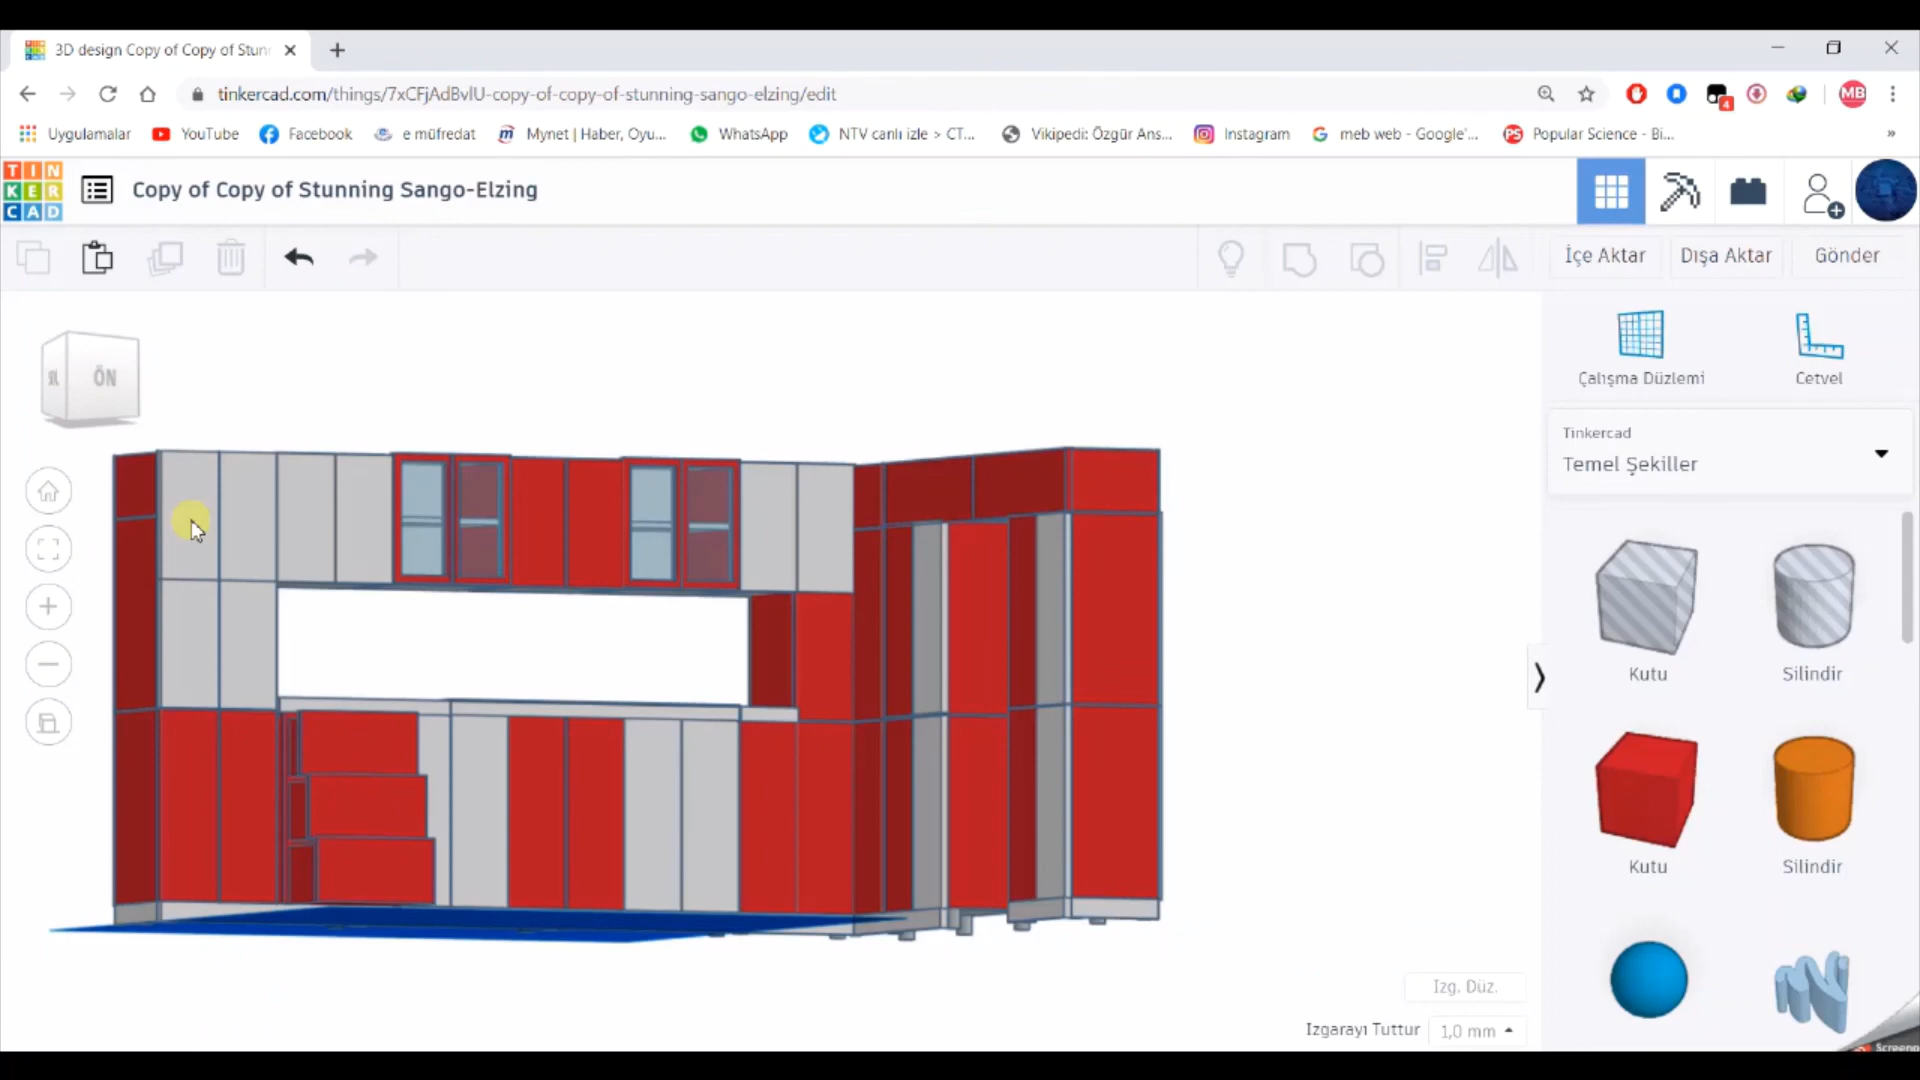 3D design Copy of Copy of Stun
tinkercad.com/things/7xCFjAdBvlU-copy-of-copy-of-stunning-sango-elzing/edit
4
MB
Uygulamalar
YouTube
Facebook
e müfredat
Mynet | Haber, Oyu...
WhatsApp
NTV canlı izle > CT...
Vikipedi: Özgür Ans...
Instagram
meb web - Google'...
PS
Popular Science - Bi...
»
TIN
KER
CAD
Copy of Copy of Stunning Sango-Elzing
İçe Aktar
Dışa Aktar
Gönder
ÖN
Çalışma Düzlemi
Cetvel
Tinkercad
Temel Şekiller
Kutu
Silindir
Kutu
Silindir
Izg. Düz.
Izgarayı Tuttur
1,0 mm